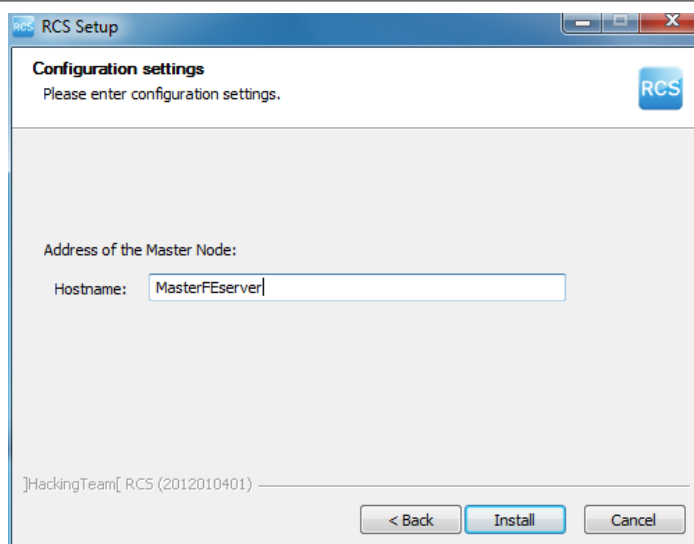 RCS RCS Setup
Configuration settings
Please enter configuration settings.
RCS
Address of the Master Node:
Hostname: MasterFEserver
]HackingTeam[ RCS (2012010401)
< Back Install Cancel